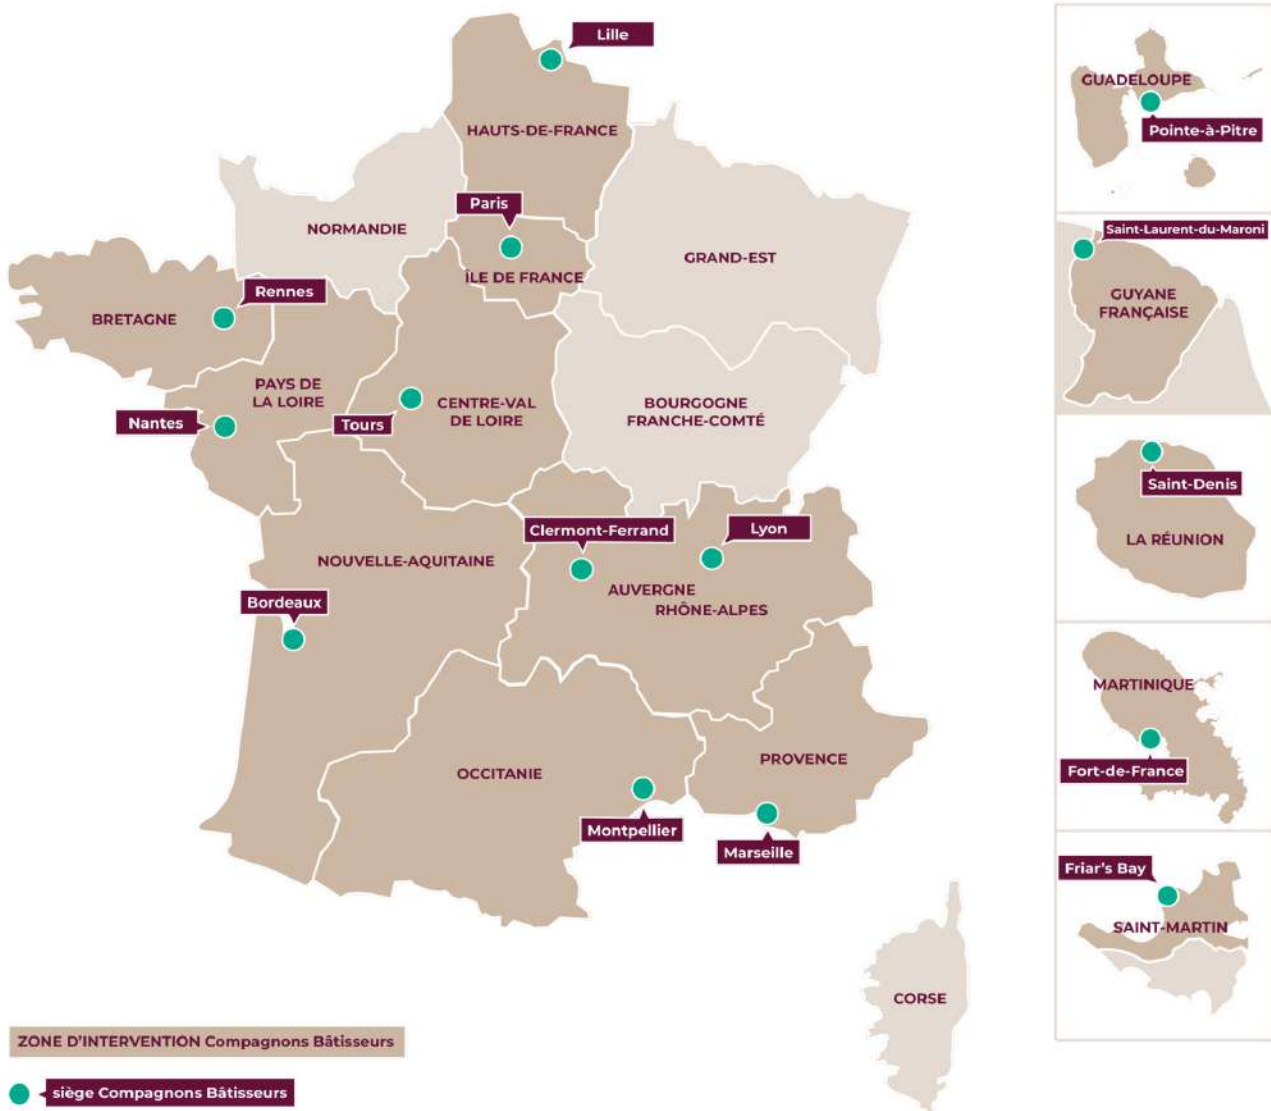 Lille
HAUTS-DE-FRANCE
Paris
NORMANDIE
ÎLE DE FRANCE
GRAND-EST
Rennes
BRETAGNE
PAYS DE
LA LOIRE
Nantes
Tours
CENTRE-VAL
DE LOIRE
BOURGOGNE
FRANCHE-COMTÉ
Clermont-Ferrand
Lyon
NOUVELLE-AQUITAINE
AUVERGNE
RHÔNE-ALPES
Bordeaux
OCCITANIE
PROVENCE
Montpellier
Marseille
CORSE
GUADELOUPE
Pointe-à-Pitre
Saint-Laurent-du-Maroni
GUYANE
FRANÇAISE
Saint-Denis
LA RÉUNION
MARTINIQUE
Fort-de-France
Friar's Bay
SAINT-MARTIN
ZONE D'INTERVENTION Compagnons Bâtisseurs
siège Compagnons Bâtisseurs